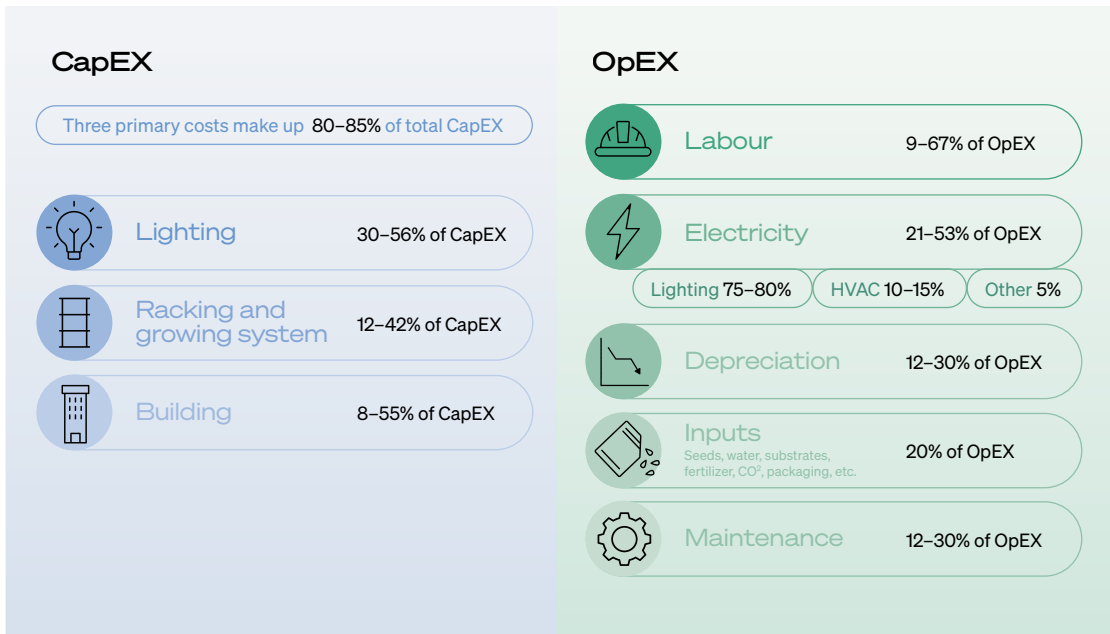 CapEX
Three primary costs make up 80–85% of total CapEX
Lighting 30–56% of CapEX
Racking and
growing system 12–42% of CapEX
Building 8–55% of CapEX
OpEX
Labour 9–67% of OpEX
Electricity 21–53% of OpEX
Lighting 75–80% HVAC 10–15% Other 5%
Depreciation 12–30% of OpEX
Inputs
Seeds, water, substrates,
fertilizer, CO², packaging, etc.
20% of OpEX
Maintenance 12–30% of OpEX